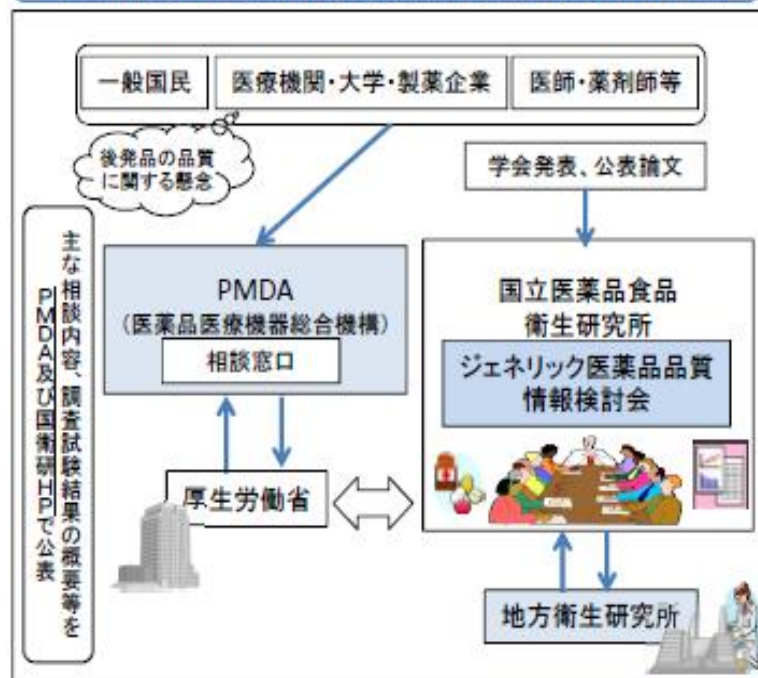 一般国民
医療機関・大学・製薬企業
医師・薬剤師等
後発品の品質
に関する懸念
学会発表、公表論文
主な相談内容、調査試験結果の概要等を
PMDA及び国衛研HPで公表
PMDA
（医薬品医療機器総合機構）
相談窓口
国立医薬品食品
衛生研究所
ジェネリック医薬品品質
情報検討会
厚生労働省
地方衛生研究所